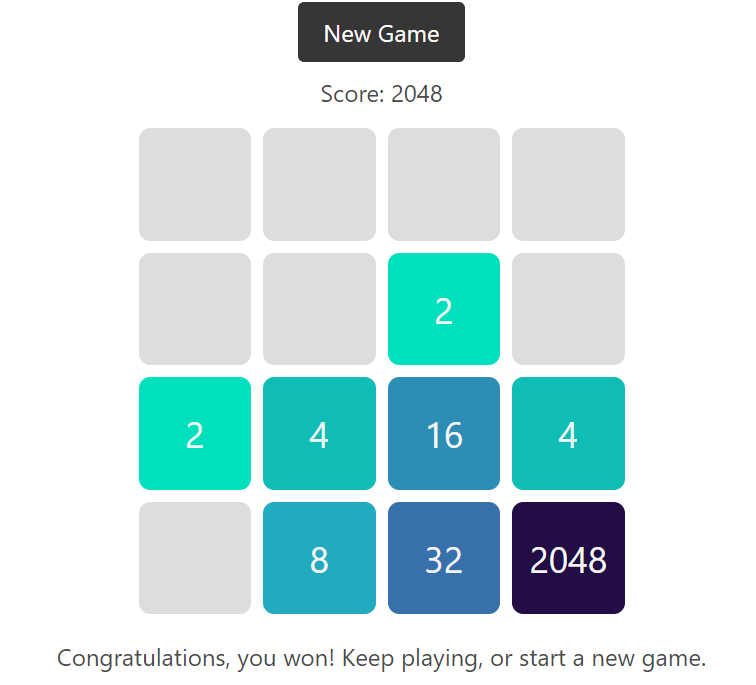 New Game
Score: 2048
2
2 4 16 4
8 32 2048
Congratulations, you won! Keep playing, or start a new game.